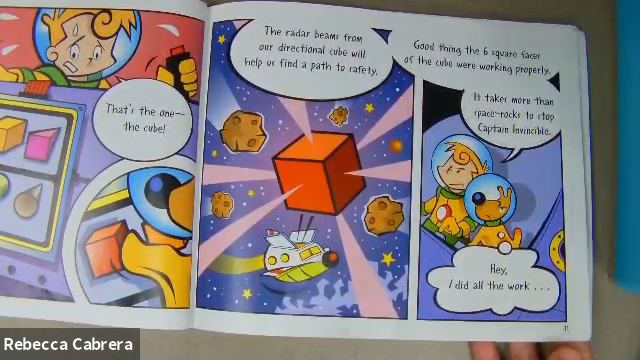 That's the one—
the cube!
The radar beams from
our directional cube will
help us find a path to safety.
Good thing the 6 square faces
of the cube were working properly.
It takes more than
space-rocks to stop
Captain Invincible.
Hey,
I did all the work . . .
11
Rebecca Cabrera